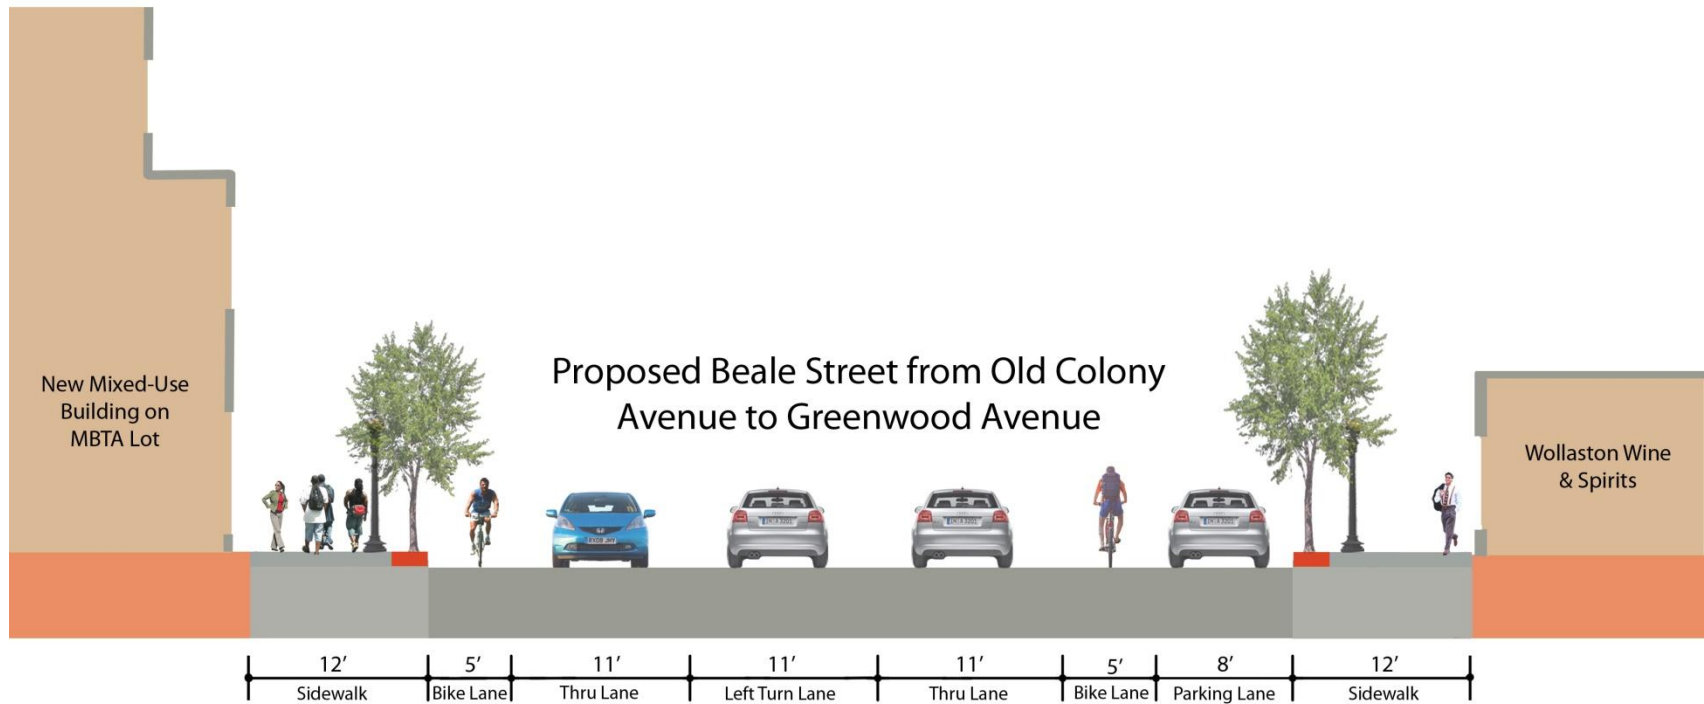 Proposed Beale Street from Old Colony
Avenue to Greenwood Avenue
New Mixed-Use
Building on
MBTA Lot
Wollaston Wine
& Spirits
12' 5' 11' 11' 11' 5' 8' 12'
Sidewalk Bike Lane Thru Lane Left Turn Lane Thru Lane Bike Lane Parking Lane Sidewalk